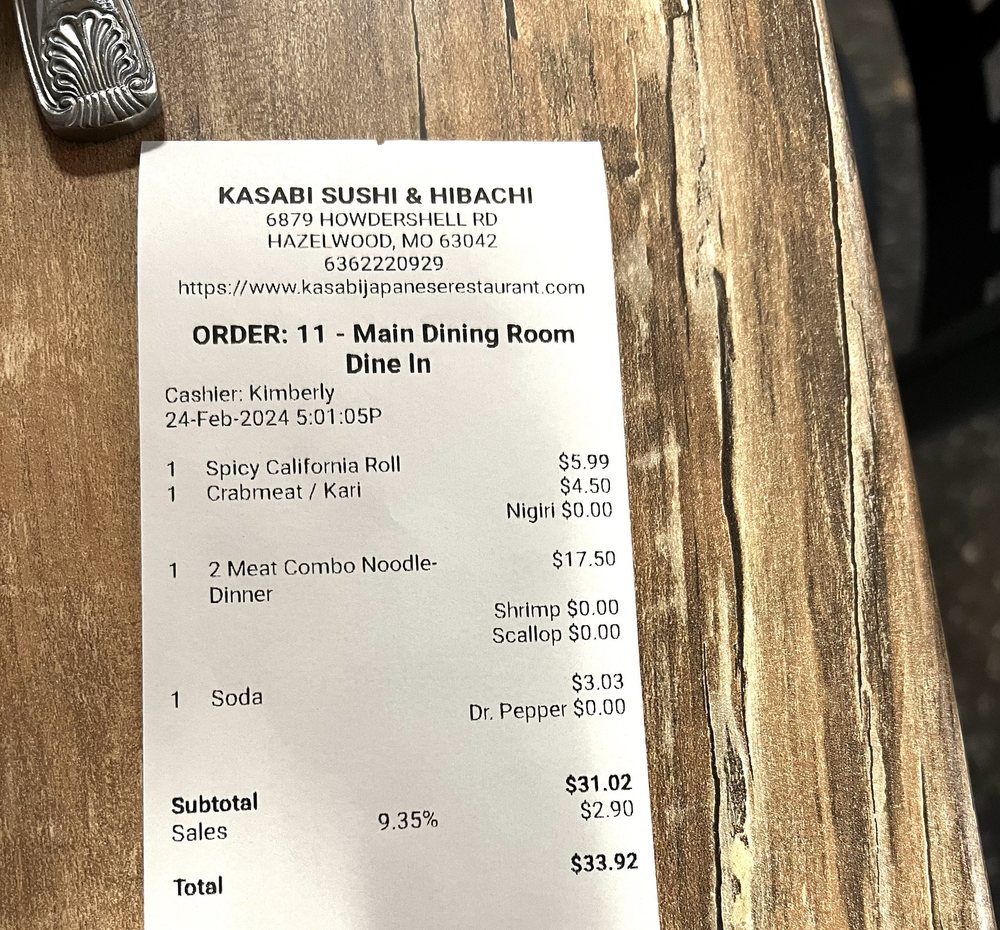 KASABI SUSHI & HIBACHI
6879 HOWDERSHELL RD
HAZELWOOD, MO 63042
6362220929
https://www.kasabijapaneserestaurant.com
ORDER: 11 - Main Dining Room
Dine In
Cashier: Kimberly
24-Feb-2024 5:01:05P
1 Spicy California Roll $5.99
1 Crabmeat / Kari $4.50
Nigiri $0.00
1 2 Meat Combo Noodle- $17.50
Dinner
Shrimp $0.00
Scallop $0.00
1 Soda $3.03
Dr. Pepper $0.00
Subtotal $31.02
Sales 9.35% $2.90
Total $33.92